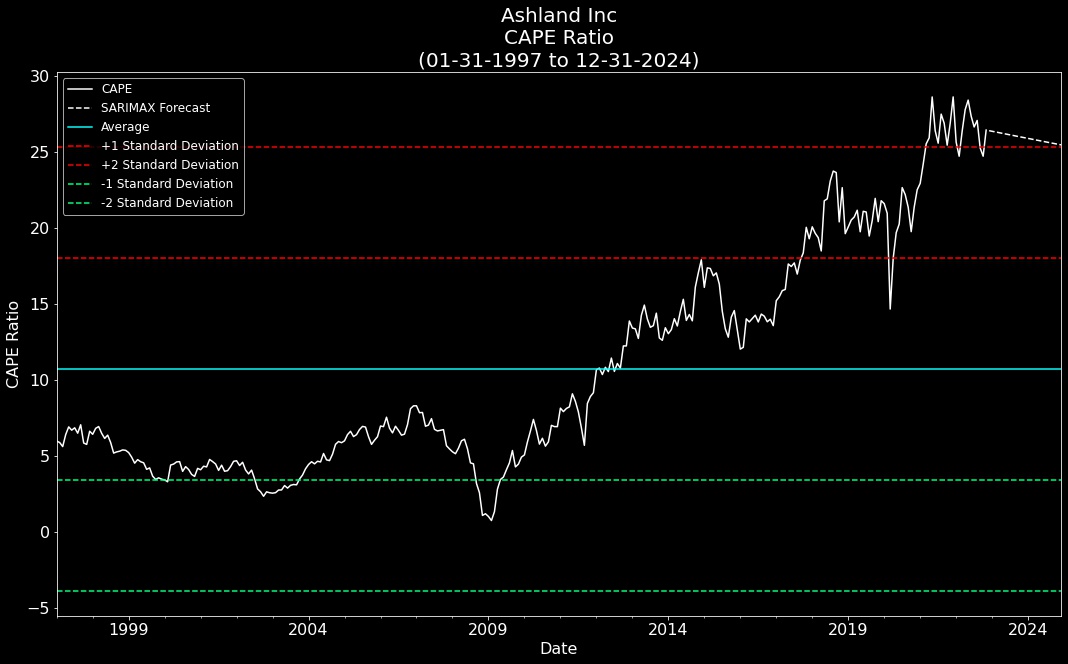 Ashland Inc
CAPE Ratio
(01-31-1997 to 12-31-2024)
CAPE
SARIMAX Forecast
Average
+1 Standard Deviation
+2 Standard Deviation
-1 Standard Deviation
-2 Standard Deviation
30
25
20
15
10
5
0
−5
CAPE Ratio
1999
2004
2009
2014
2019
2024
Date